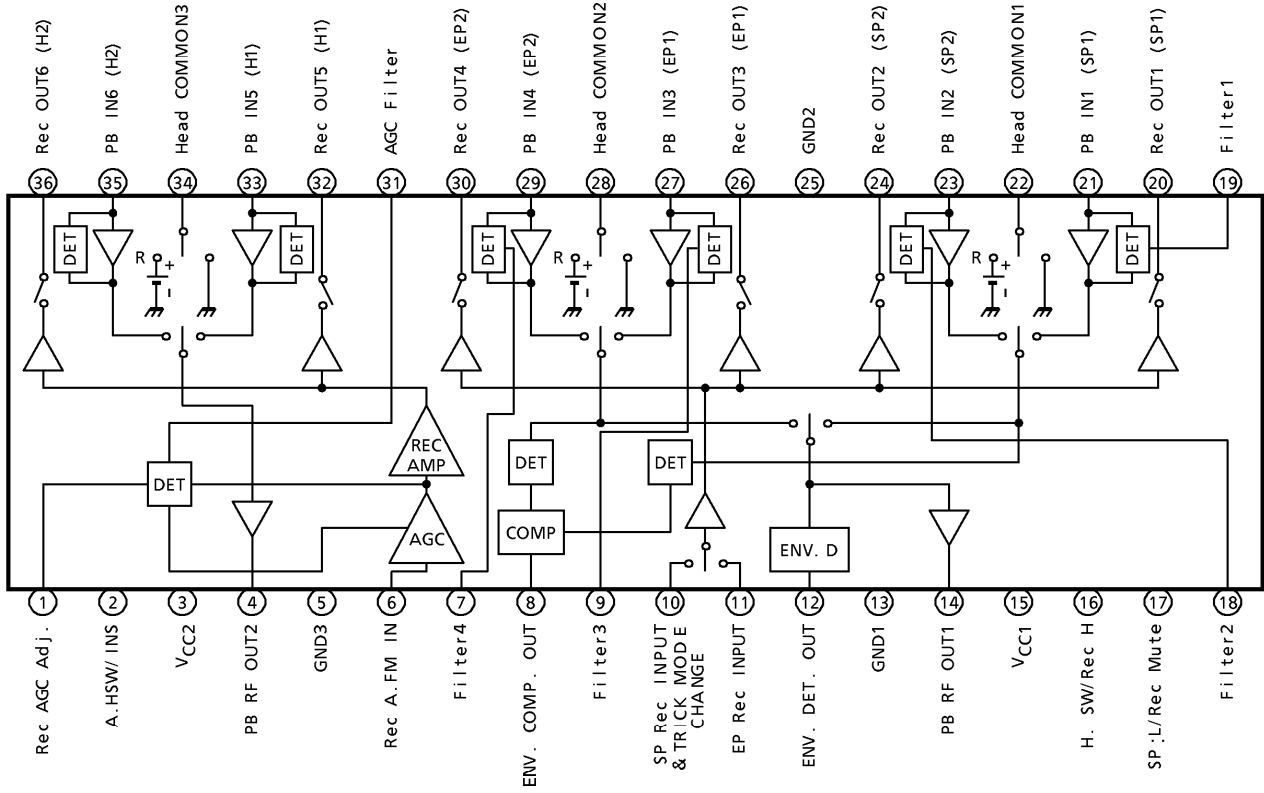 Rec OUT6 (H2)
PB IN6 (H2)
Head COMMON3
PB IN5 (H1)
Rec OUT5 (H1)
AGC Filter
Rec OUT4 (EP2)
PB IN4 (EP2)
Head COMMON2
PB IN3 (EP1)
Rec OUT3 (EP1)
GND2
Rec OUT2 (SP2)
PB IN2 (SP2)
Head COMMON1
PB IN1 (SP1)
Rec OUT1 (SP1)
Filter1
36 35 34 33 32 31 30 29 28 27 26 25 24 23 22 21 20 19
DET DET DET DET DET DET
R + R + R +
- - -
REC
AMP
DET DET DET
AGC COMP ENV. D
1 2 3 4 5 6 7 8 9 10 11 12 13 14 15 16 17 18
Rec AGC Adj.
A.HSW/INS
VCC2
PB RF OUT2
GND3
Rec A.FM IN
Filter4
ENV. COMP. OUT
Filter3
SP Rec INPUT
& TRICK MODE
CHANGE
EP Rec INPUT
ENV. DET. OUT
GND1
PB RF OUT1
VCC1
H. SW/Rec H
SP:L/Rec Mute
Filter2